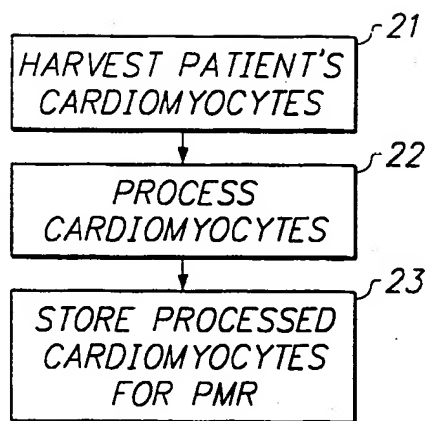 21
HARVEST PATIENT'S
CARDIOMYOCYTES
22
PROCESS
CARDIOMYOCYTES
23
STORE PROCESSED
CARDIOMYOCYTES
FOR PMR